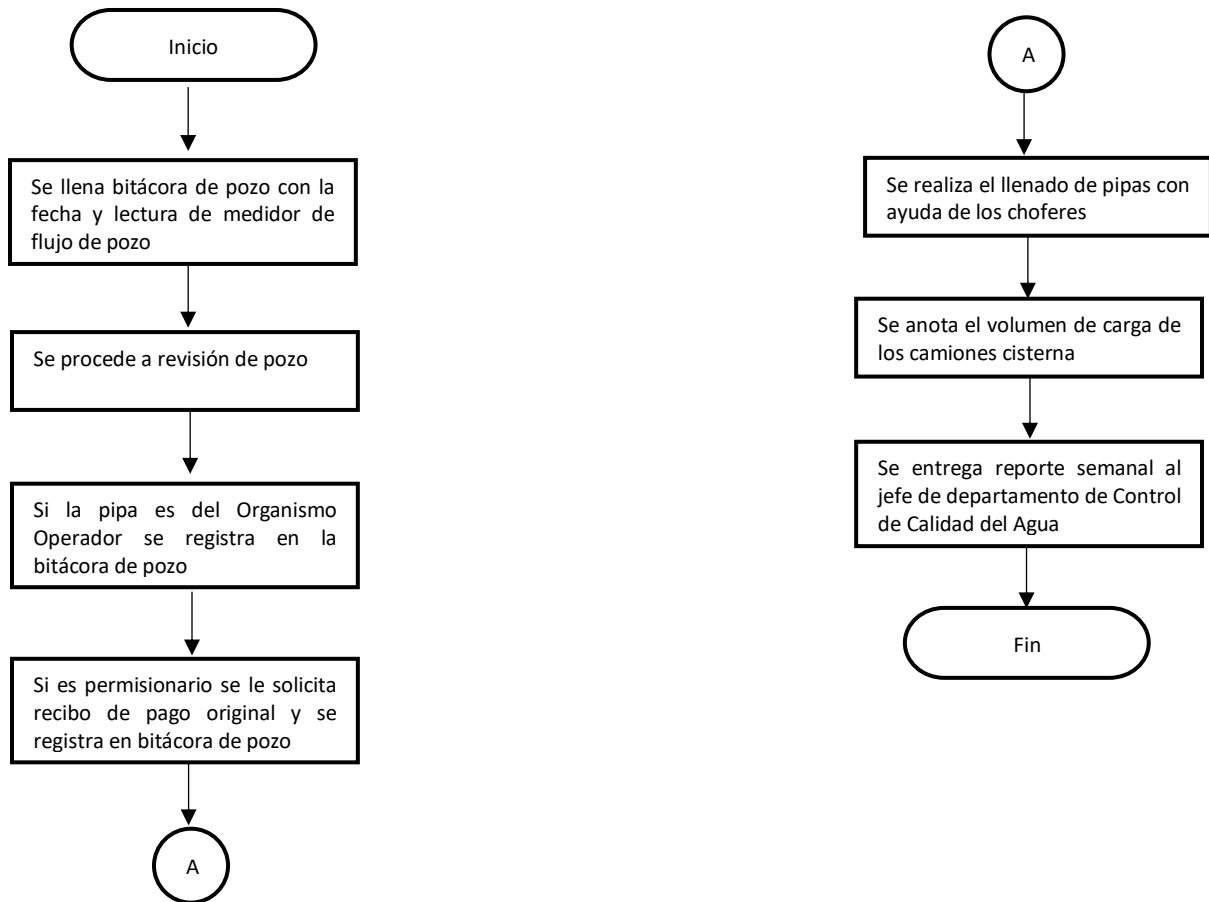 Inicio
Se llena bitácora de pozo con la
fecha y lectura de medidor de
flujo de pozo
Se procede a revisión de pozo
Si la pipa es del Organismo
Operador se registra en la
bitácora de pozo
Si es permisionario se le solicita
recibo de pago original y se
registra en bitácora de pozo
A
A
Se realiza el llenado de pipas con
ayuda de los choferes
Se anota el volumen de carga de
los camiones cisterna
Se entrega reporte semanal al
jefe de departamento de Control
de Calidad del Agua
Fin